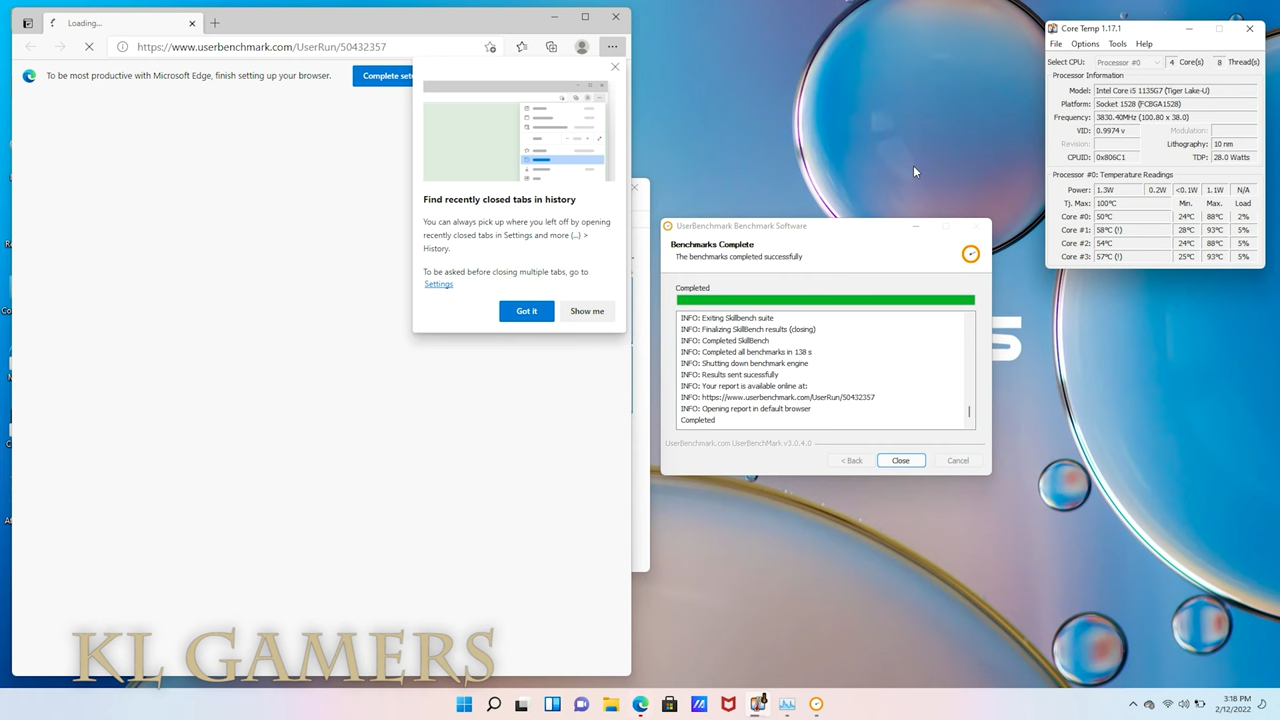 Loading...
https://www.userbenchmark.com/UserRun/50432357
To be most productive with Microsoft Edge, finish setting up your browser.
Complete set
Find recently closed tabs in history
You can always pick up where you left off by opening
recently closed tabs in Settings and more (...) >
History.
To be asked before closing multiple tabs, go to
Settings
Got it
Show me
UserBenchmark Benchmark Software
Benchmarks Complete
The benchmarks completed successfully
Completed
INFO: Exiting Skillbench suite
INFO: Finalizing SkillBench results (closing)
INFO: Completed SkillBench
INFO: Completed all benchmarks in 138 s
INFO: Shutting down benchmark engine
INFO: Results sent sucessfully
INFO: Your report is available online at:
INFO: https://www.userbenchmark.com/UserRun/50432357
INFO: Opening report in default browser
Completed
UserBenchmark.com UserBenchMark v3.0.4.0
< Back
Close
Cancel
Core Temp 1.17.1
File Options Tools Help
Select CPU: Processor #0 4 Core(s) 8 Thread(s)
Processor Information
Model: Intel Core i5 1135G7 (Tiger Lake-U)
Platform: Socket 1528 (FCBGA1528)
Frequency: 3830.40MHz (100.80 x 38.0)
VID: 0.9974 v Modulation:
Revision: Lithography: 10 nm
CPUID: 0x806C1 TDP: 28.0 Watts
Processor #0: Temperature Readings
Power: 1.3W 0.2W <0.1W 1.1W N/A
Tj. Max: 100°C Min. Max. Load
Core #0: 50°C 24°C 88°C 2%
Core #1: 58°C (!) 28°C 93°C 5%
Core #2: 54°C 24°C 88°C 5%
Core #3: 57°C (!) 25°C 93°C 5%
KL GAMERS
3:18 PM
2/12/2022